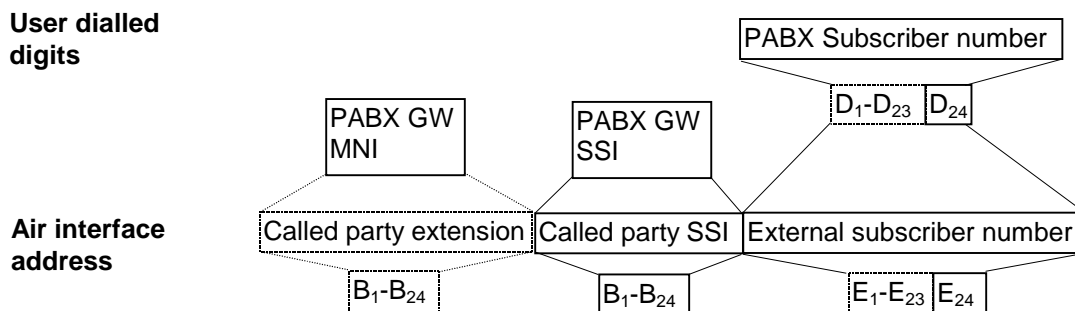 User dialled
digits
PABX Subscriber number
D₁-D₂₃ D₂₄
PABX GW
MNI
PABX GW
SSI
Air interface
address
Called party extension Called party SSI External subscriber number
B₁-B₂₄ B₁-B₂₄ E₁-E₂₃ E₂₄